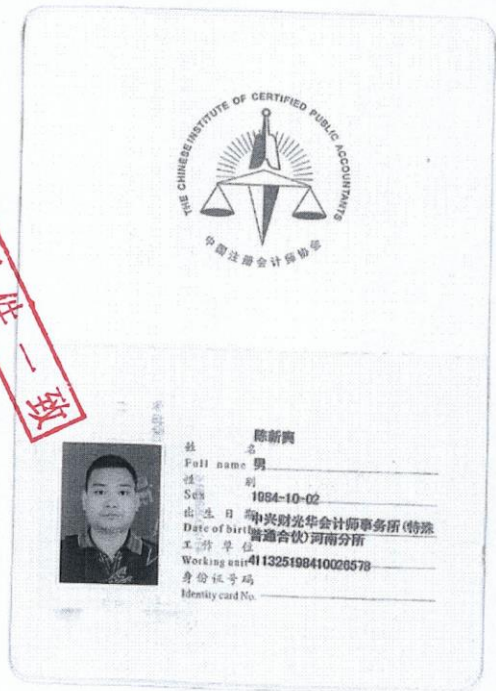 THE CHINESE INSTITUTE OF CERTIFIED PUBLIC ACCOUNTANTS
中国注册会计师协会
件一致
陈新爽
姓 名
Full name 男
性 别
Sex 1984-10-02
出生日期 中兴财光华会计师事务所(特殊
Date of birth 普通合伙)河南分所
工作单位
Working unit 411325198410026578
身份证号码
Identity card No.